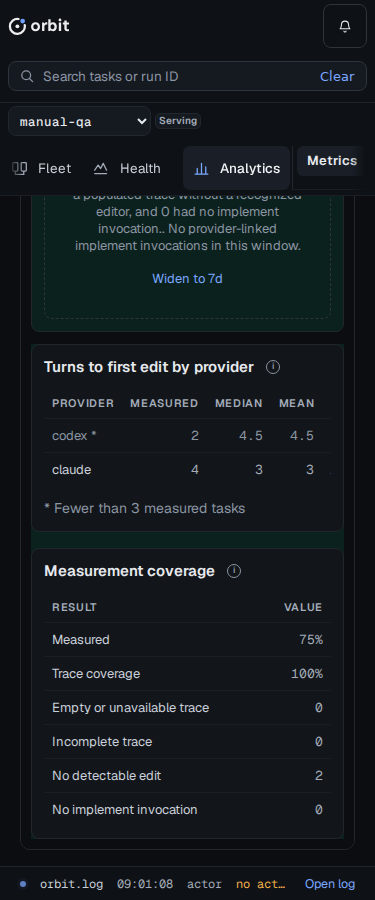 orbit
Search tasks or run ID
Clear
manual-qa
Serving
Fleet
Health
Analytics
Metrics
a populated trace without a recognized
editor, and 0 had no implement
invocation.. No provider-linked
implement invocations in this window.
Widen to 7d
Turns to first edit by provider
PROVIDER MEASURED MEDIAN MEAN
codex * 2 4.5 4.5
claude 4 3 3
* Fewer than 3 measured tasks
Measurement coverage
RESULT VALUE
Measured 75%
Trace coverage 100%
Empty or unavailable trace 0
Incomplete trace 0
No detectable edit 2
No implement invocation 0
orbit.log 09:01:08 actor no act… Open log